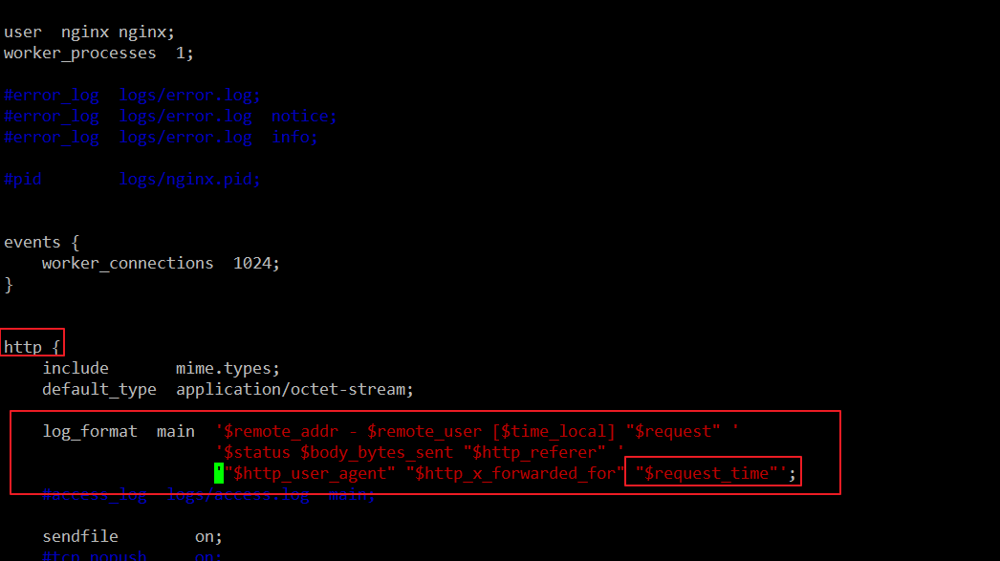 user  nginx nginx;
worker_processes  1;
#error_log  logs/error.log;
#error_log  logs/error.log  notice;
#error_log  logs/error.log  info;
#pid        logs/nginx.pid;
events {
    worker_connections  1024;
}
http {
    include       mime.types;
    default_type  application/octet-stream;
    log_format  main  '$remote_addr - $remote_user [$time_local] "$request" '
                      '$status $body_bytes_sent "$http_referer" '
                      '"$http_user_agent" "$http_x_forwarded_for" "$request_time"';
    #access_log  logs/access.log  main;
    sendfile        on;
    #tcp_nopush     on;